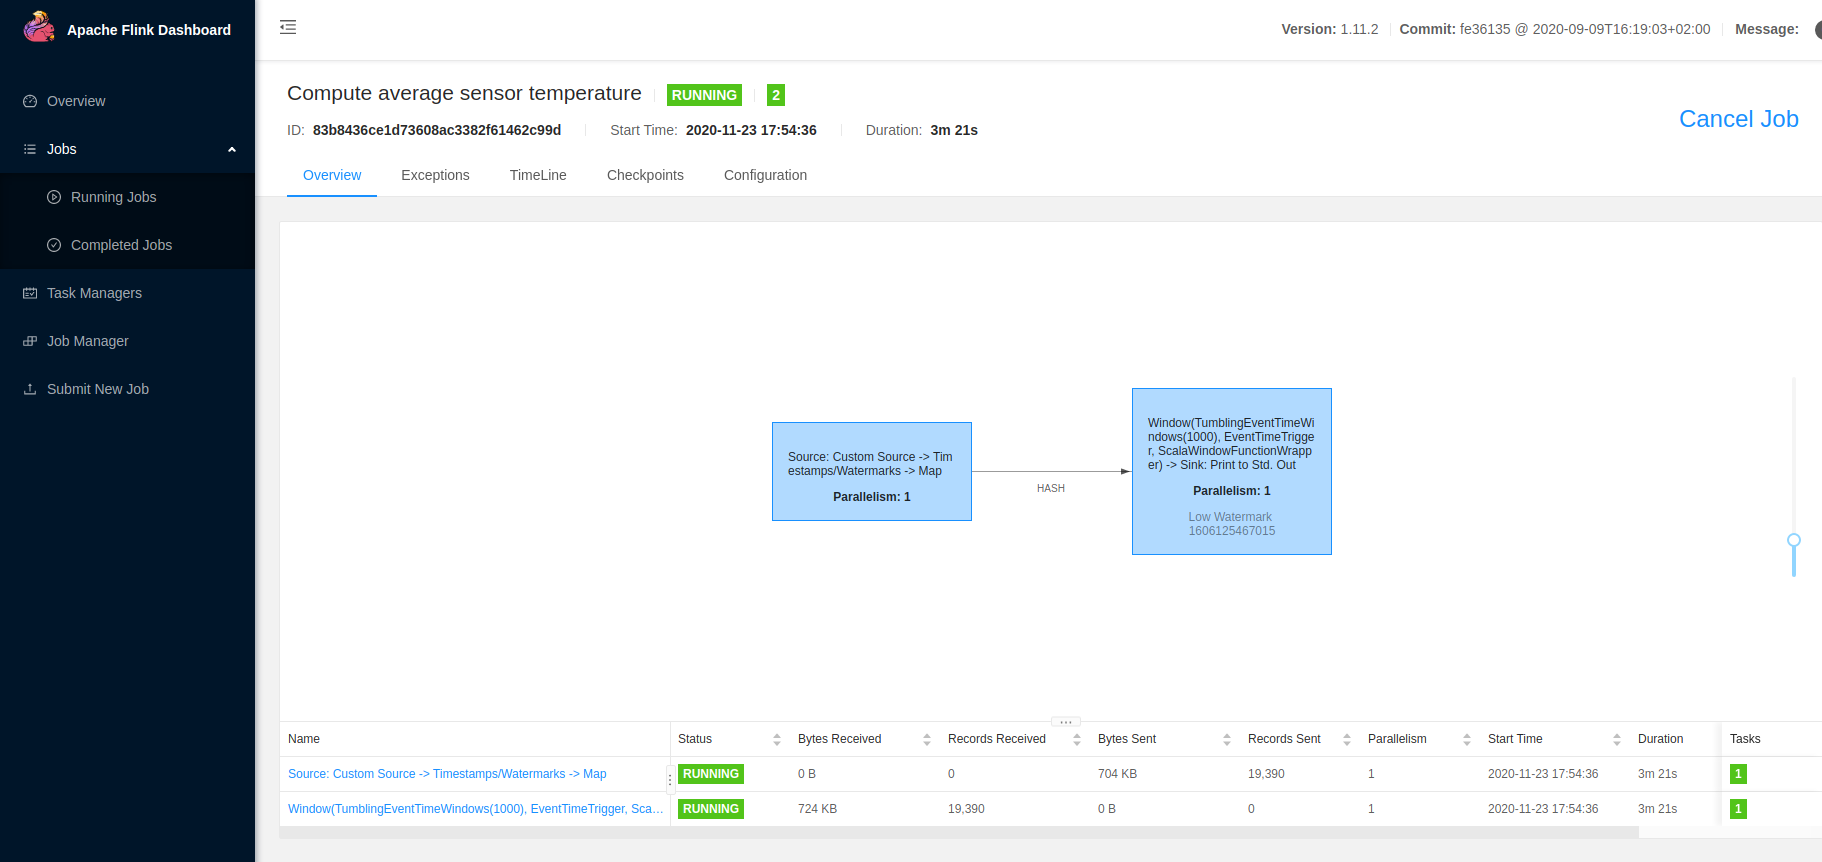 Apache Flink Dashboard
Version: 1.11.2 Commit: fe36135 @ 2020-09-09T16:19:03+02:00 Message:
Overview
Jobs
Running Jobs
Completed Jobs
Task Managers
Job Manager
Submit New Job
Compute average sensor temperature RUNNING 2
ID: 83b8436ce1d73608ac3382f61462c99d Start Time: 2020-11-23 17:54:36 Duration: 3m 21s
Cancel Job
Overview Exceptions TimeLine Checkpoints Configuration
Source: Custom Source -> Tim
estamps/Watermarks -> Map
Parallelism: 1
HASH
Window(TumblingEventTimeWi
ndows(1000), EventTimeTrigge
r, ScalaWindowFunctionWrapp
er) -> Sink: Print to Std. Out
Parallelism: 1
Low Watermark
1606125467015
Name Status Bytes Received Records Received Bytes Sent Records Sent Parallelism Start Time Duration Tasks
Source: Custom Source -> Timestamps/Watermarks -> Map RUNNING 0 B 0 704 KB 19,390 1 2020-11-23 17:54:36 3m 21s 1
Window(TumblingEventTimeWindows(1000), EventTimeTrigger, Sca... RUNNING 724 KB 19,390 0 B 0 1 2020-11-23 17:54:36 3m 21s 1